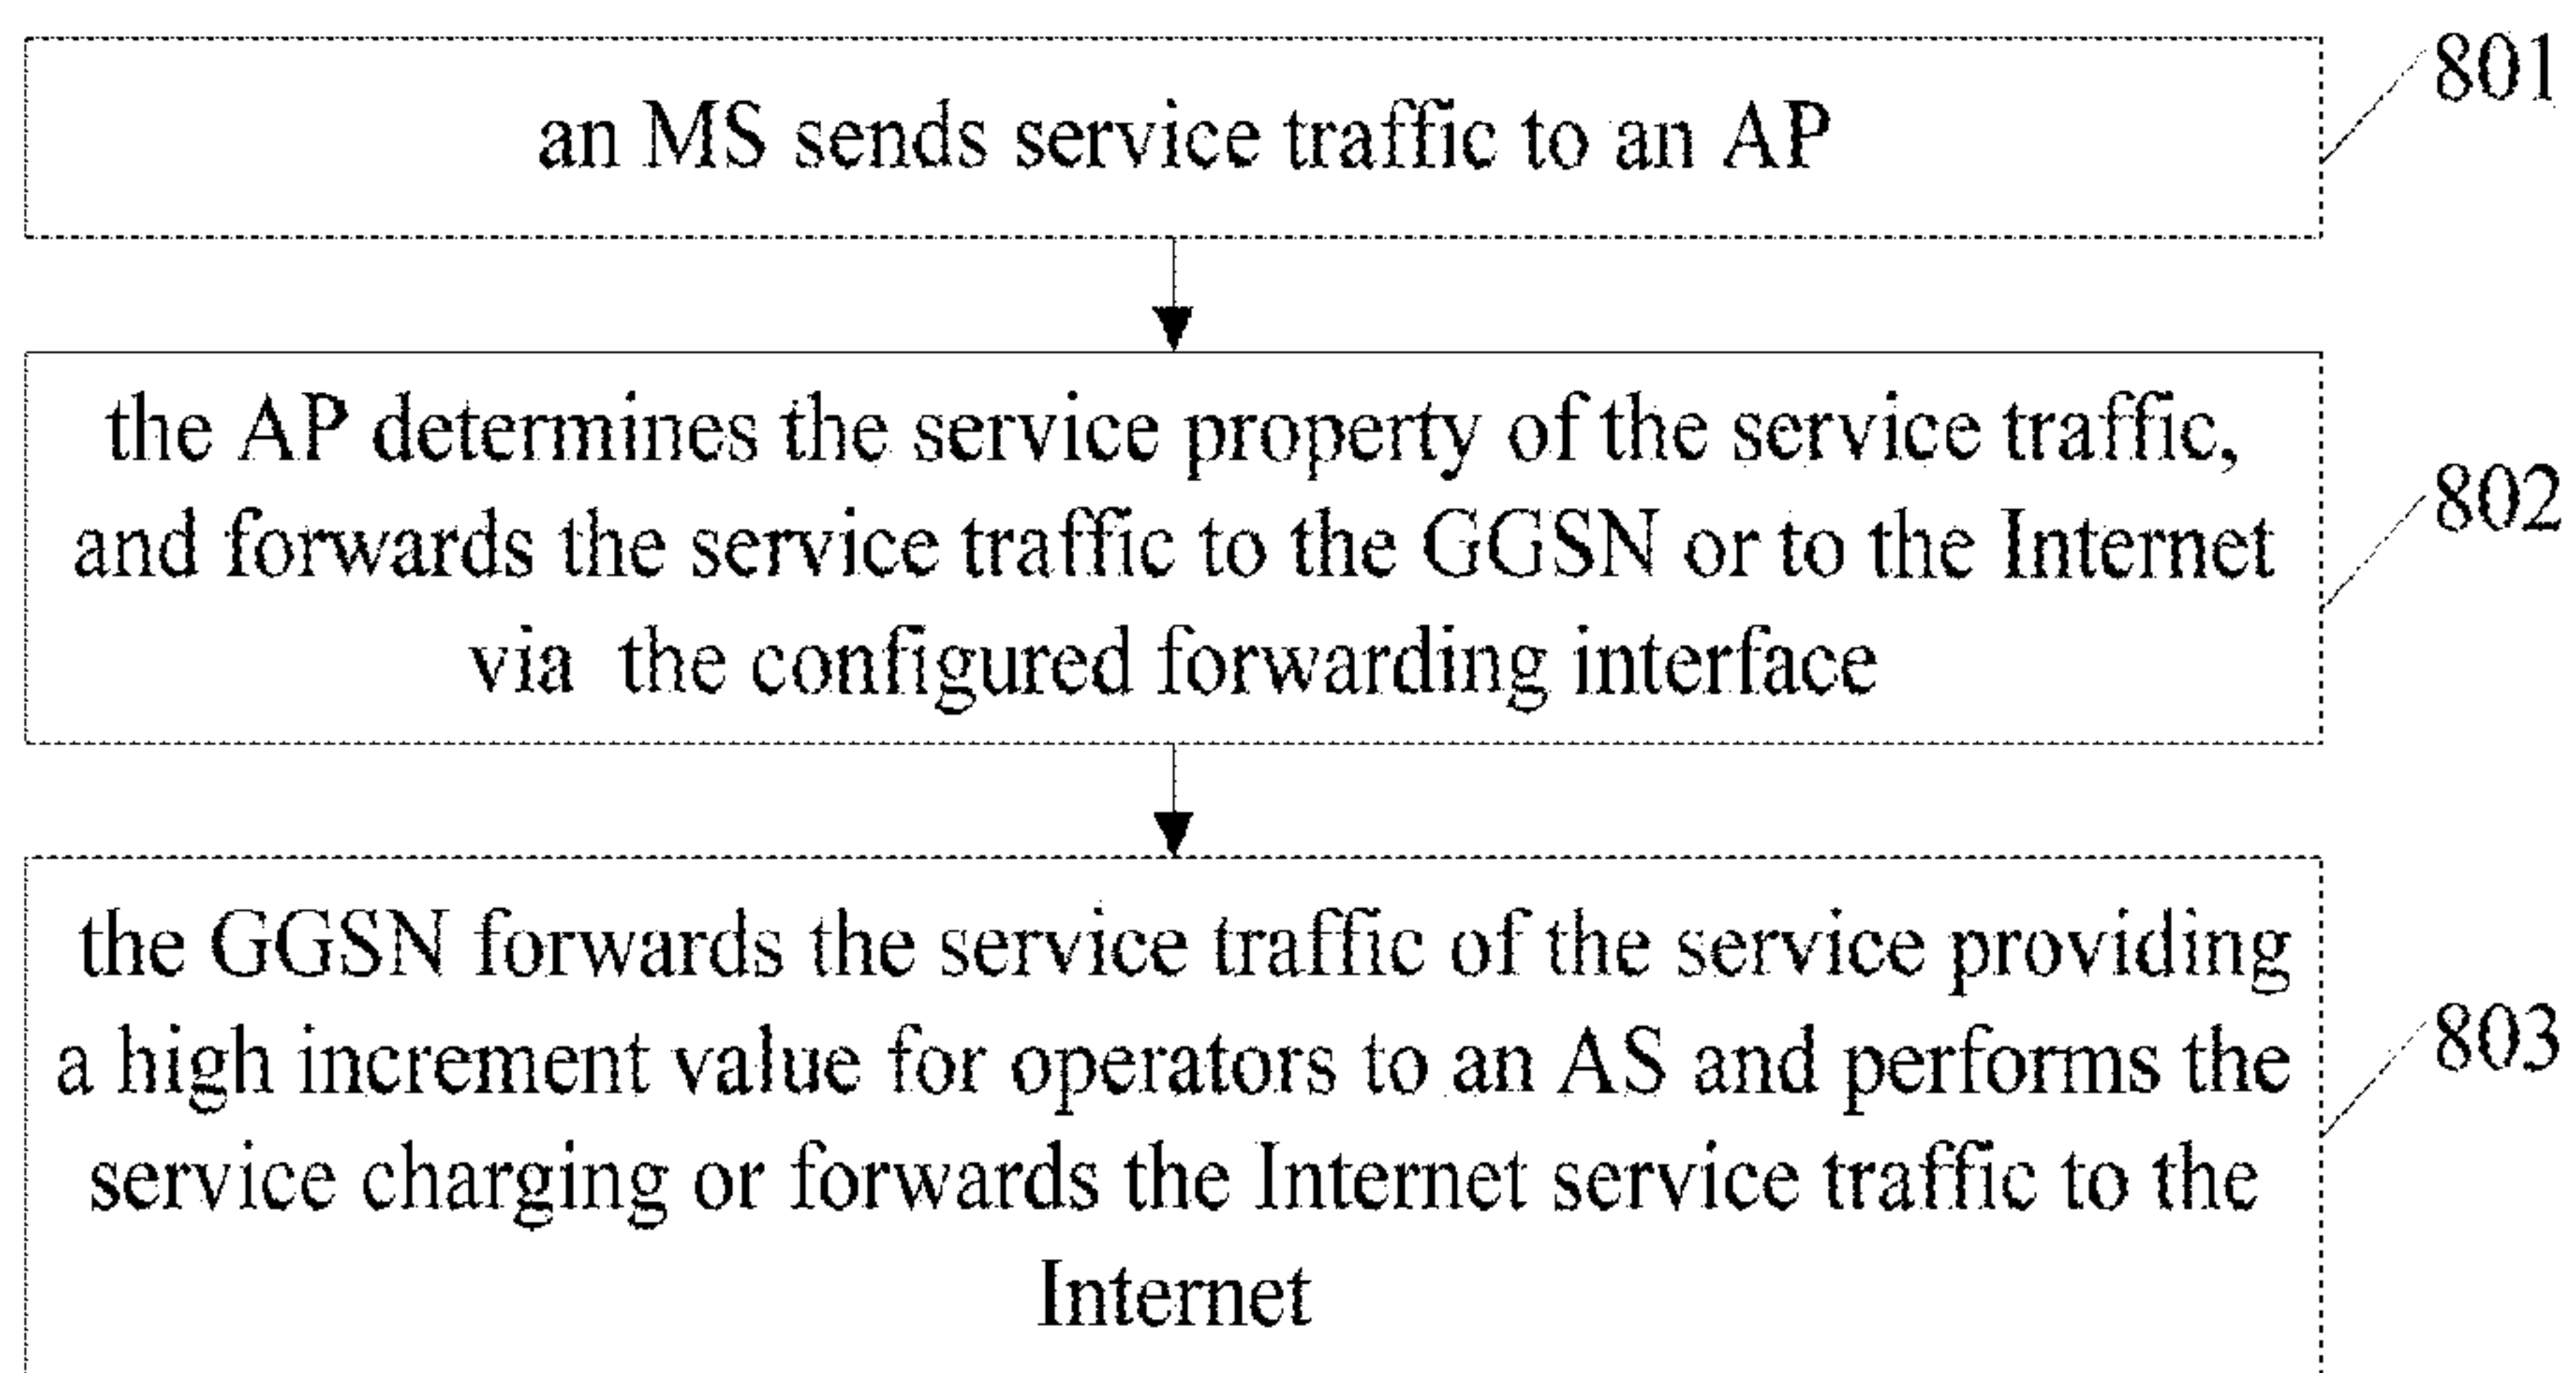 an MS sends service traffic to an AP
801
the AP determines the service property of the service traffic,
and forwards the service traffic to the GGSN or to the Internet
via the configured forwarding interface
802
the GGSN forwards the service traffic of the service providing
a high increment value for operators to an AS and performs the
service charging or forwards the Internet service traffic to the
Internet
803